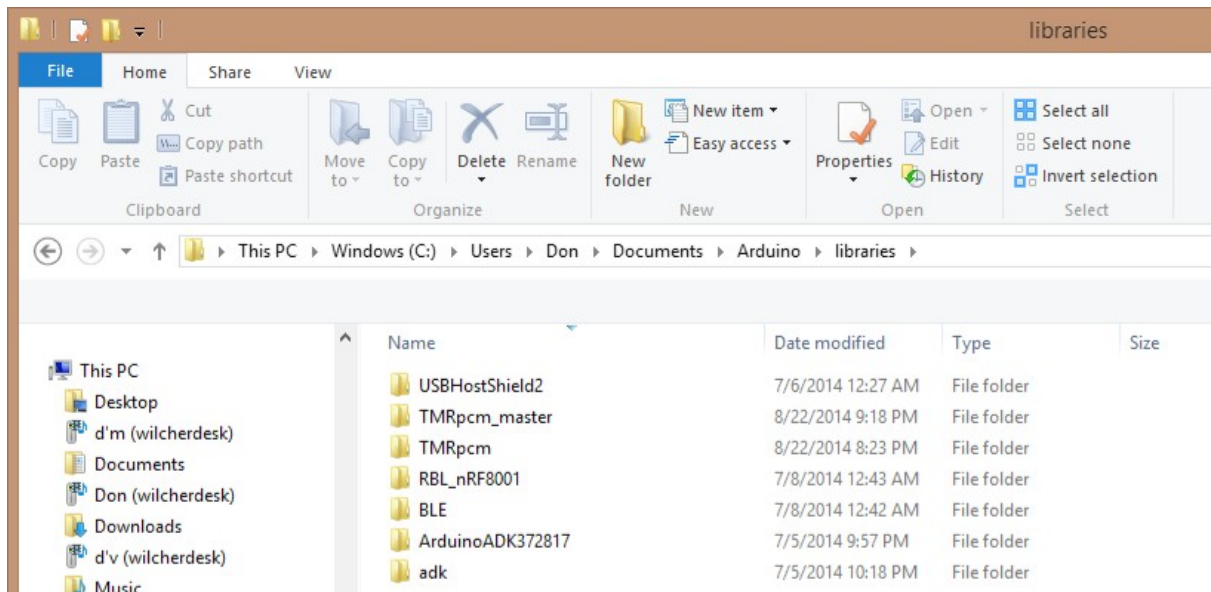 libraries
File Home Share View
Copy
Paste
Cut
W... Copy path
Paste shortcut
Clipboard
Move to
Copy to
Delete
Rename
Organize
New folder
New item
Easy access
New
Properties
Open
Edit
History
Open
Select all
Select none
Invert selection
Select
This PC Windows (C:) Users Don Documents Arduino libraries
Name Date modified Type Size
This PC
Desktop
d'm (wilcherdesk)
Documents
Don (wilcherdesk)
Downloads
d'v (wilcherdesk)
Music
USBHostShield2 7/6/2014 12:27 AM File folder
TMRpcm_master 8/22/2014 9:18 PM File folder
TMRpcm 8/22/2014 8:23 PM File folder
RBL_nRF8001 7/8/2014 12:43 AM File folder
BLE 7/8/2014 12:42 AM File folder
ArduinoADK372817 7/5/2014 9:57 PM File folder
adk 7/5/2014 10:18 PM File folder